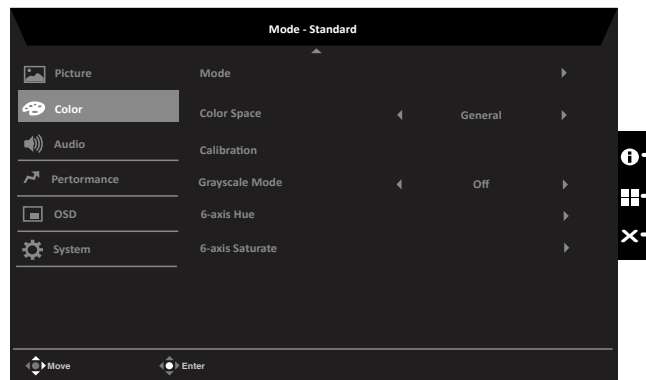 Mode - Standard
Picture
Mode
Color
Color Space General
Audio
Calibration
Pertormance
Grayscale Mode Off
OSD
6-axis Hue
System
6-axis Saturate
Move Enter